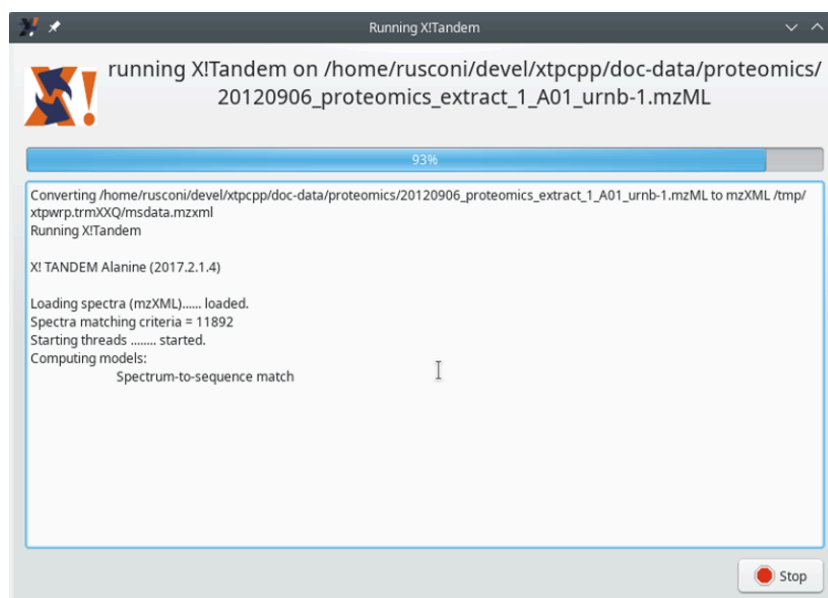 Running X!Tandem
running X!Tandem on /home/rusconi/devel/xtpcpp/doc-data/proteomics/
20120906_proteomics_extract_1_A01_urnb-1.mzML
93%
Converting /home/rusconi/devel/xtpcpp/doc-data/proteomics/20120906_proteomics_extract_1_A01_urnb-1.mzML to mzXML /tmp/
xtpwrp.trmXXQ/msdata.mzxml
Running X!Tandem
X! TANDEM Alanine (2017.2.1.4)
Loading spectra (mzXML)...... loaded.
Spectra matching criteria = 11892
Starting threads ........ started.
Computing models:
Spectrum-to-sequence match
Stop